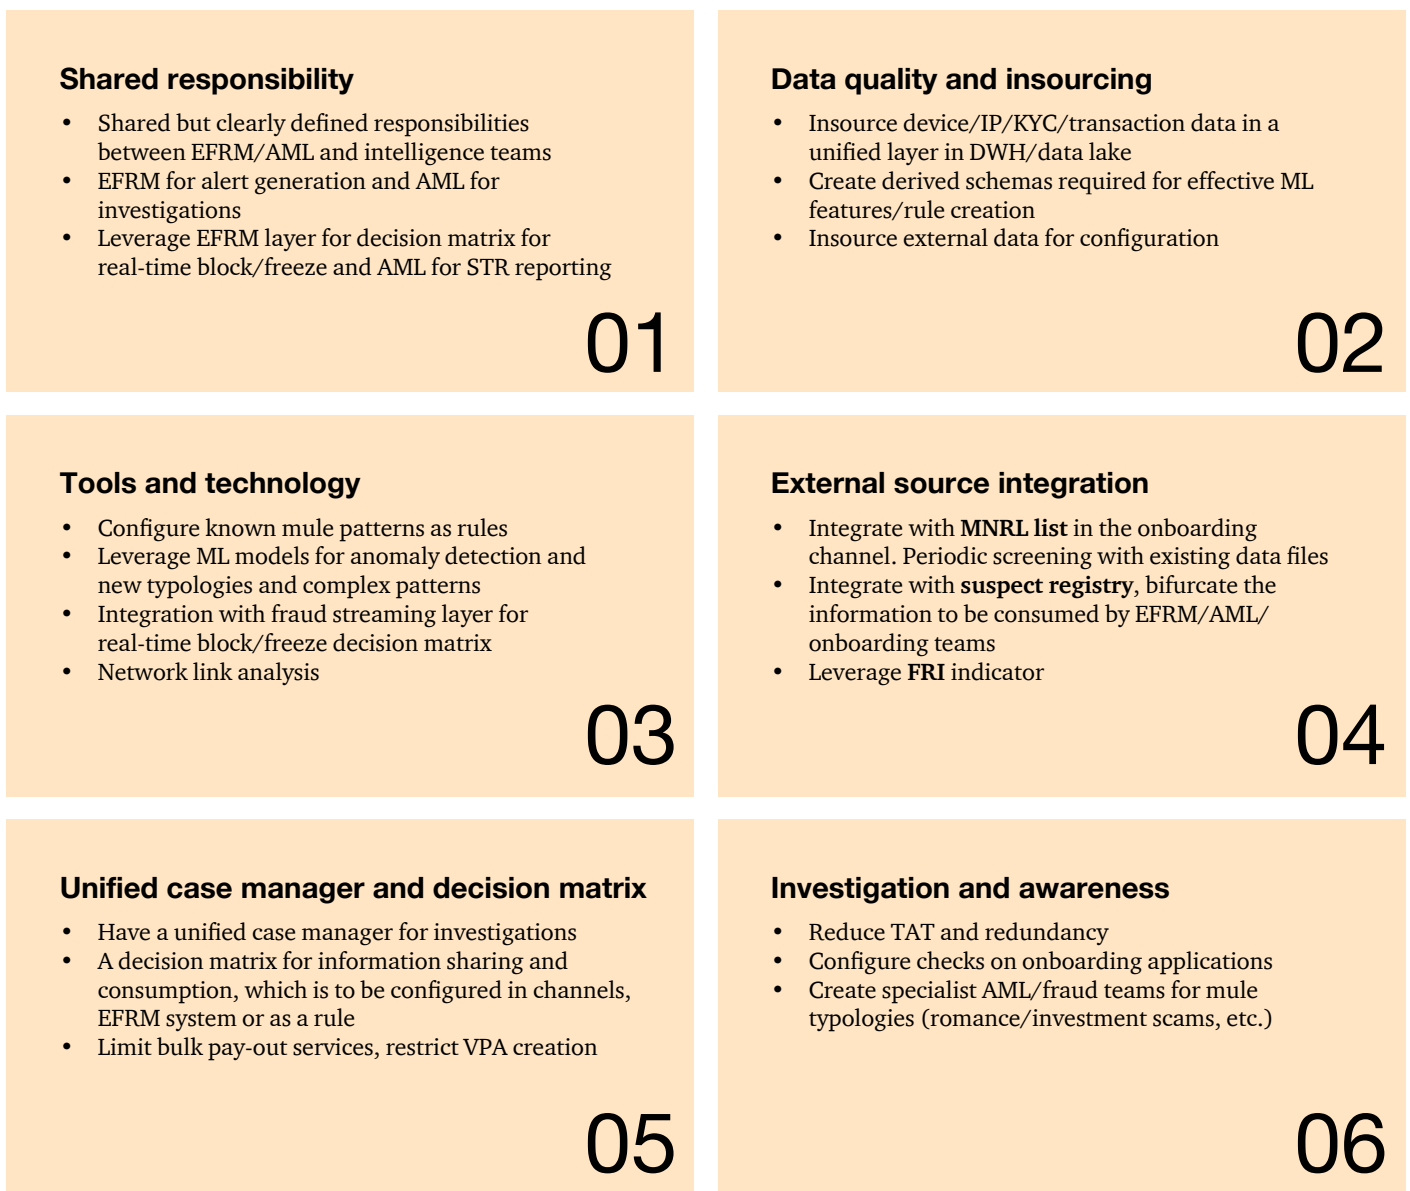 Shared responsibility
• Shared but clearly defined responsibilities
between EFRM/AML and intelligence teams
• EFRM for alert generation and AML for
investigations
• Leverage EFRM layer for decision matrix for
real-time block/freeze and AML for STR reporting
01
Data quality and insourcing
• Insource device/IP/KYC/transaction data in a
unified layer in DWH/data lake
• Create derived schemas required for effective ML
features/rule creation
• Insource external data for configuration
02
Tools and technology
• Configure known mule patterns as rules
• Leverage ML models for anomaly detection and
new typologies and complex patterns
• Integration with fraud streaming layer for
real-time block/freeze decision matrix
• Network link analysis
03
External source integration
• Integrate with MNRL list in the onboarding
channel. Periodic screening with existing data files
• Integrate with suspect registry, bifurcate the
information to be consumed by EFRM/AML/
onboarding teams
• Leverage FRI indicator
04
Unified case manager and decision matrix
• Have a unified case manager for investigations
• A decision matrix for information sharing and
consumption, which is to be configured in channels,
EFRM system or as a rule
• Limit bulk pay-out services, restrict VPA creation
05
Investigation and awareness
• Reduce TAT and redundancy
• Configure checks on onboarding applications
• Create specialist AML/fraud teams for mule
typologies (romance/investment scams, etc.)
06